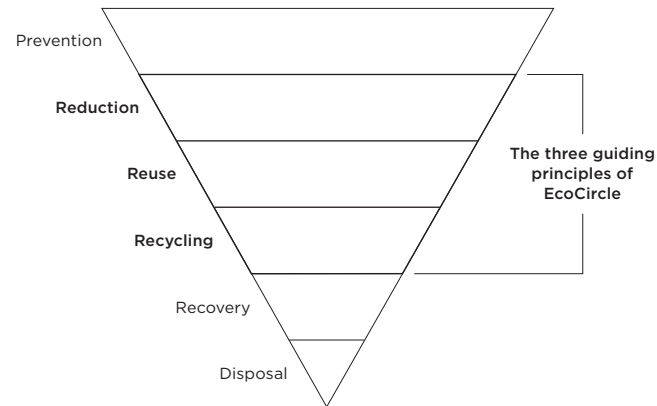 Prevention
Reduction
Reuse
Recycling
Recovery
Disposal
The three guiding
principles of
EcoCircle